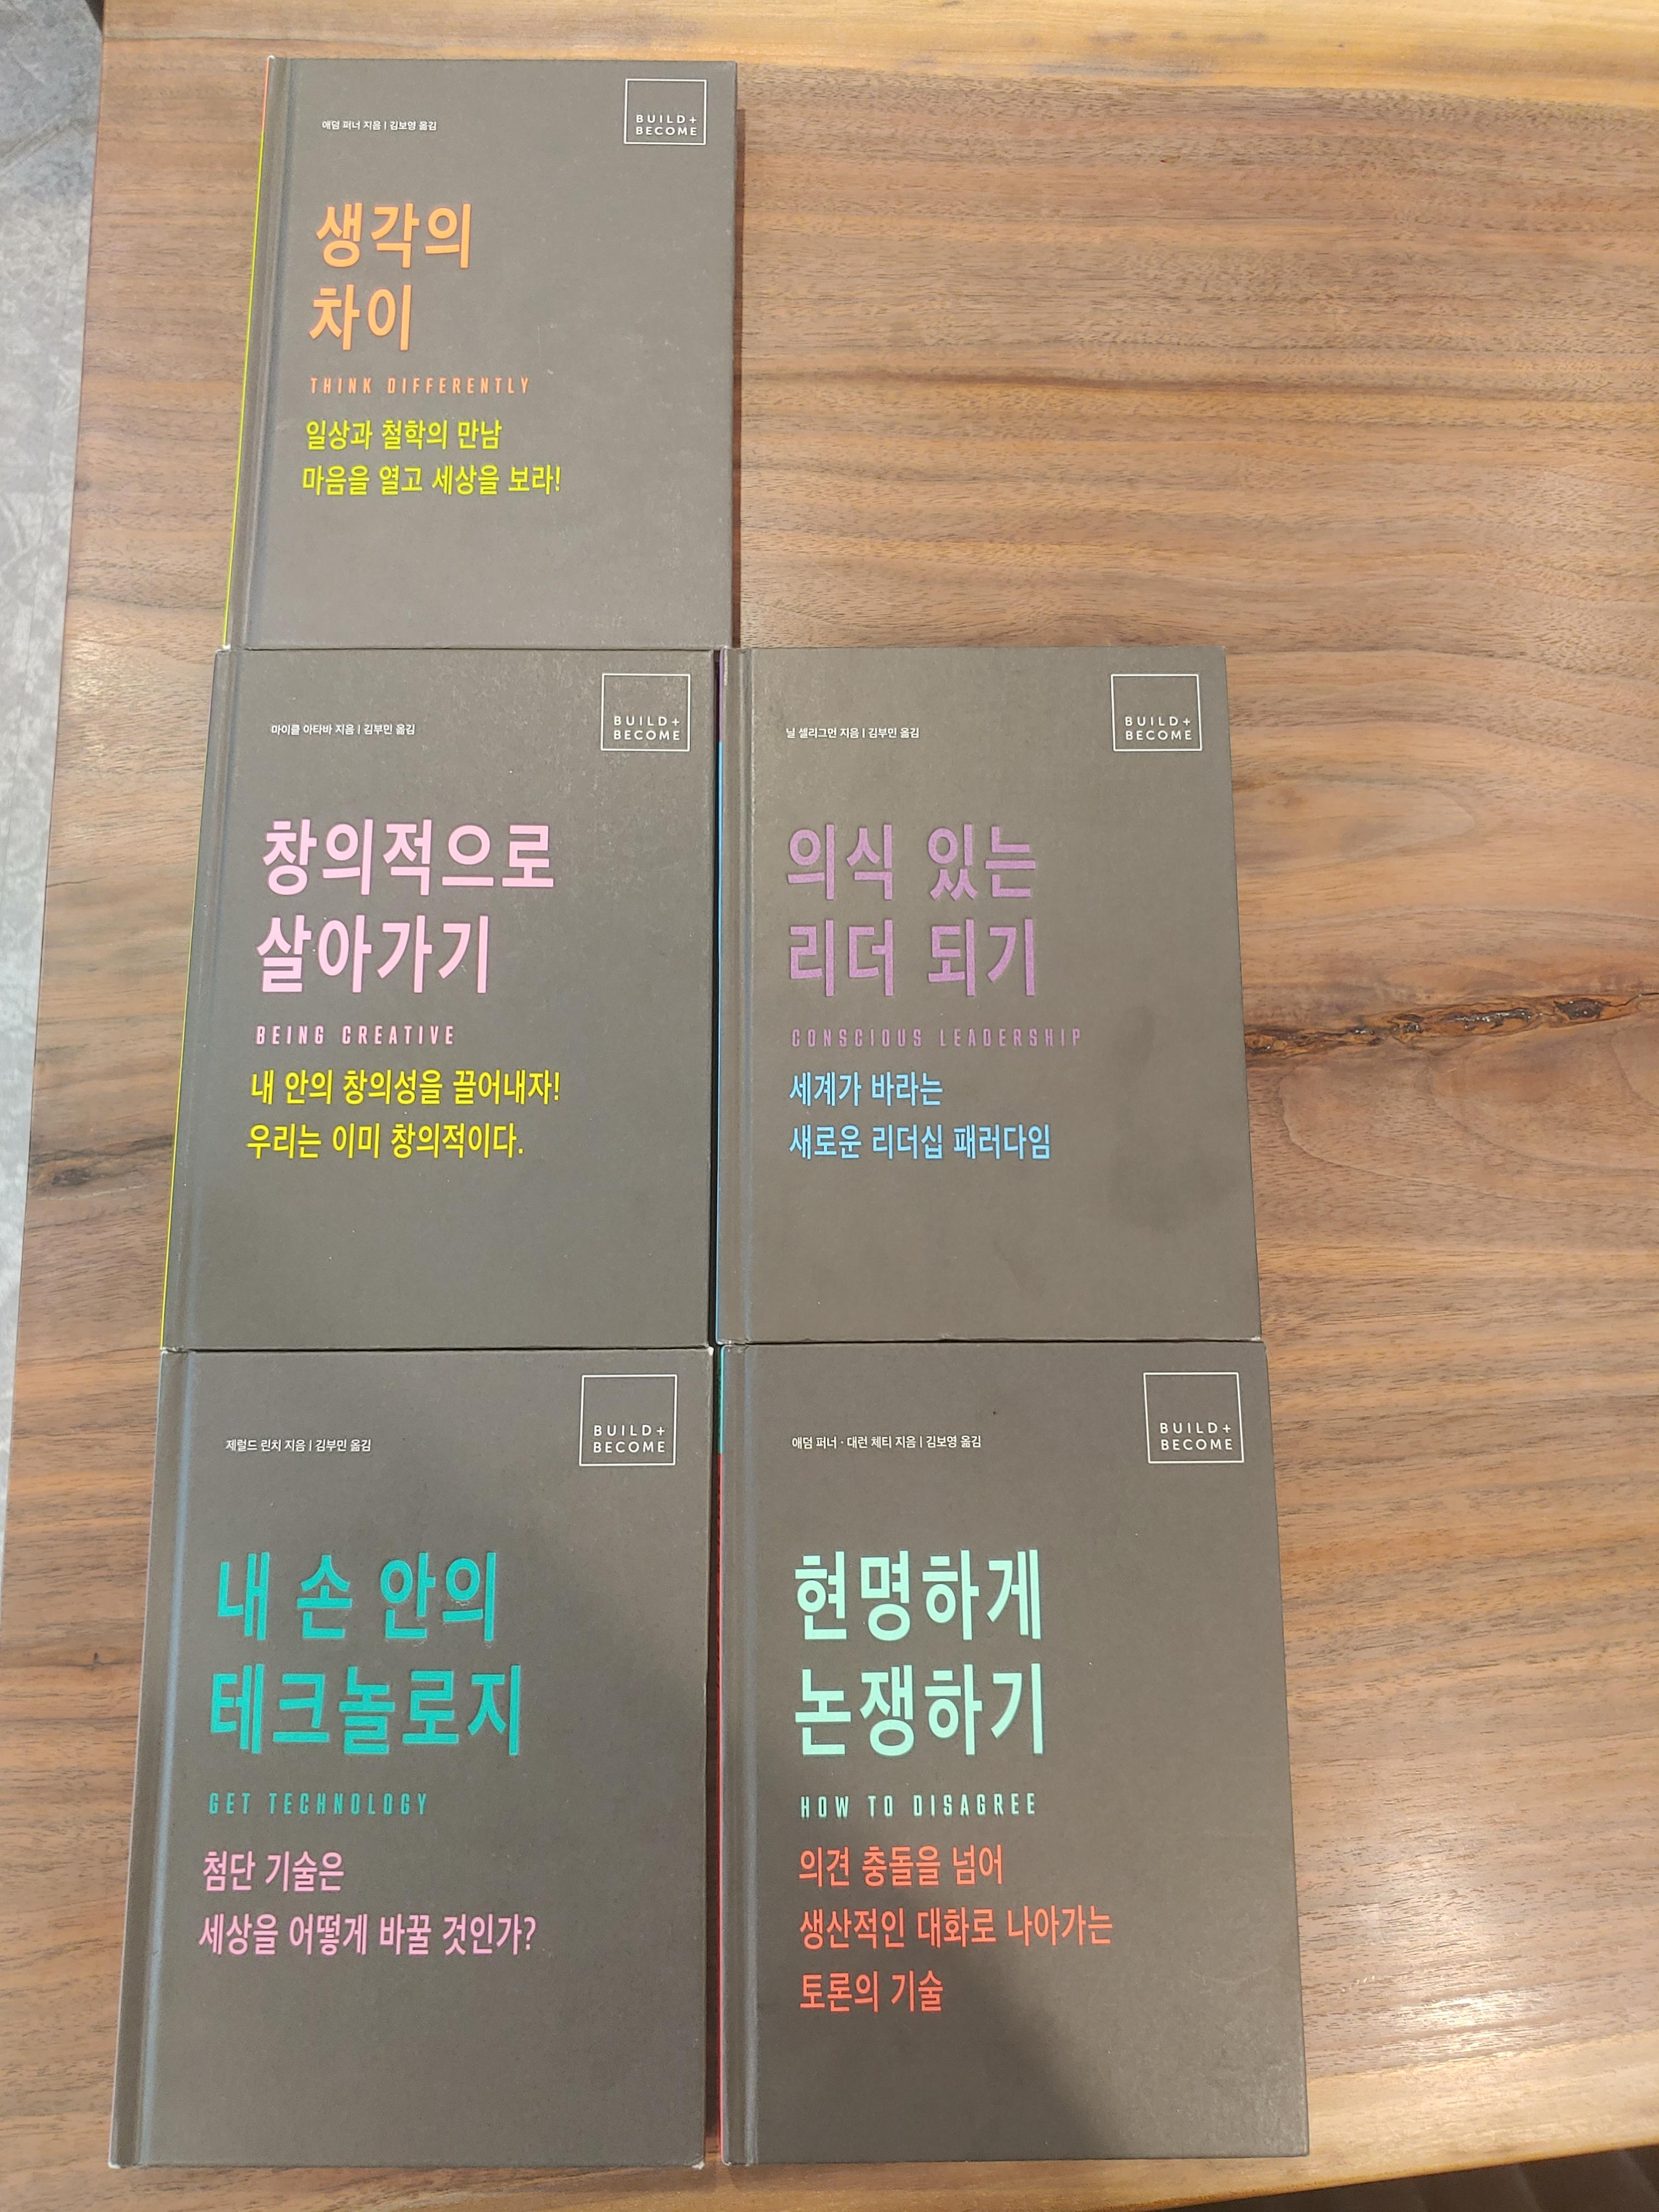 애덤 퍼너 지음 | 김보영 옮김
BUILD+
BECOME
생각의
차이
THINK DIFFERENTLY
일상과 철학의 만남
마음을 열고 세상을 보라!
마이클 아타바 지음 | 김부민 옮김
BUILD+
BECOME
창의적으로
살아가기
BEING CREATIVE
내 안의 창의성을 끌어내자!
우리는 이미 창의적이다.
닐 셀리그먼 지음 | 김부민 옮김
BUILD+
BECOME
의식 있는
리더 되기
CONSCIOUS LEADERSHIP
세계가 바라는
새로운 리더십 패러다임
제럴드 린치 지음 | 김부민 옮김
BUILD+
BECOME
내 손 안의
테크놀로지
GET TECHNOLOGY
첨단 기술은
세상을 어떻게 바꿀 것인가?
애덤 퍼너 · 대런 체티 지음 | 김보영 옮김
BUILD+
BECOME
현명하게
논쟁하기
HOW TO DISAGREE
의견 충돌을 넘어
생산적인 대화로 나아가는
토론의 기술